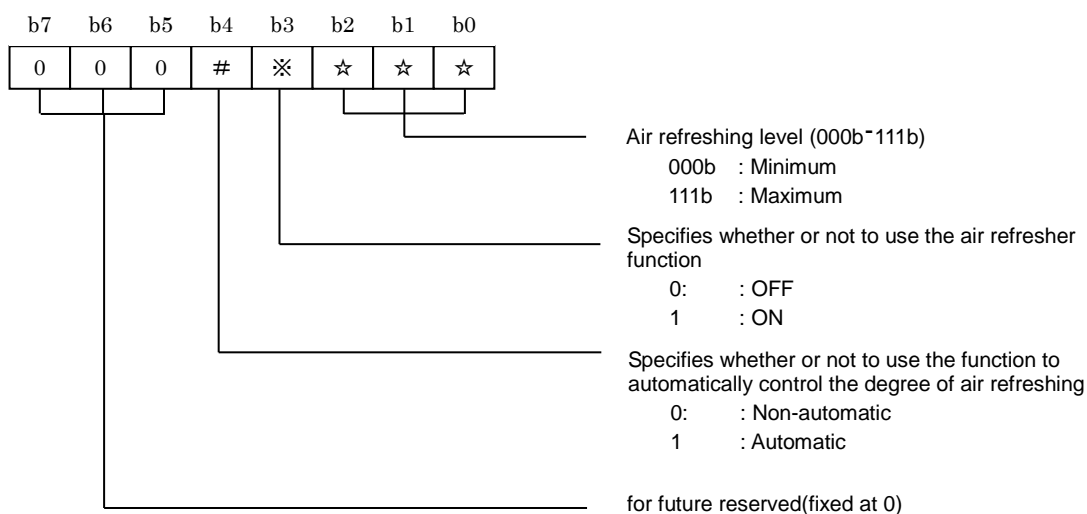 b7 b6 b5 b4 b3 b2 b1 b0
0 0 0 # ※ ☆ ☆ ☆
Air refreshing level (000b-111b)
000b : Minimum
111b : Maximum
Specifies whether or not to use the air refresher
function
0: : OFF
1 : ON
Specifies whether or not to use the function to
automatically control the degree of air refreshing
0: : Non-automatic
1 : Automatic
for future reserved(fixed at 0)